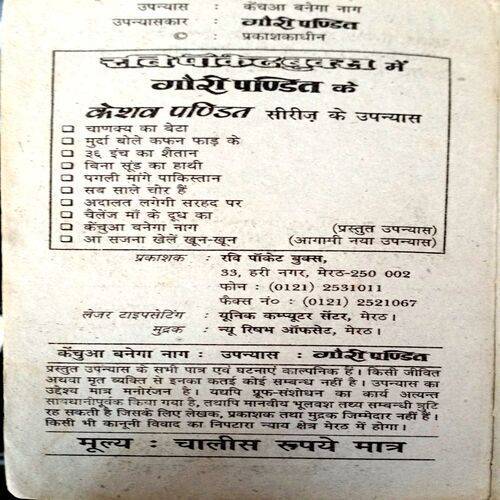 उपन्यास : केंचुआ बनेगा नाग
उपन्यासकार : गौरी पण्डित
© : प्रकाशकाधीन
रवि पॉकेट बुक्स में
गौरी पण्डित के
केशव पण्डित सीरीज़ के उपन्यास
❏ चाणक्य का बेटा
❏ मुर्दा बोले कफन फाड़ के
❏ ३६ इंच का शैतान
❏ बिना सूंड का हाथी
❏ पगली मांगे पाकिस्तान
❏ सब साले चोर हैं
❏ अदालत लगेगी सरहद पर
❏ चैलेंज माँ के दूध का
❏ केंचुआ बनेगा नाग (प्रस्तुत उपन्यास)
❏ आ सजना खेलें खून-खून (आगामी नया उपन्यास)
प्रकाशक : रवि पॉकेट बुक्स,
33, हरी नगर, मेरठ-250 002
फोन : (0121) 2531011
फैक्स नं० : (0121) 2521067
लेजर टाइपसेटिंग : यूनिक कम्प्यूटर सेंटर, मेरठ।
मुद्रक : न्यू रिषभ ऑफसेट, मेरठ।
केंचुआ बनेगा नाग : उपन्यास : गौरी पण्डित
प्रस्तुत उपन्यास के सभी पात्र एवं घटनाएं काल्पनिक हैं। किसी जीवित
अथवा मृत व्यक्ति से इनका कतई कोई सम्बन्ध नहीं है। उपन्यास का
उद्देश्य मात्र मनोरंजन है। यद्यपि प्रूफ-संशोधन का कार्य अत्यन्त
सावधानीपूर्वक किया गया है, तथापि मानवीय भूलवश तथ्य सम्बन्धी त्रुटि
रह सकती है जिसके लिए लेखक, प्रकाशक तथा मुद्रक जिम्मेदार नहीं है।
किसी भी कानूनी विवाद का निपटारा न्याय क्षेत्र मेरठ में होगा।
मूल्य : चालीस रुपये मात्र